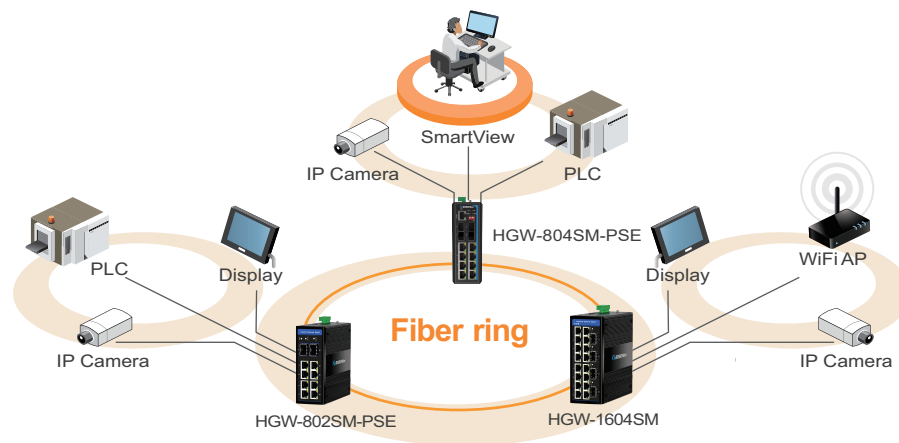 SmartView
IP Camera
PLC
HGW-804SM-PSE
PLC
Display
Display
WiFi AP
Fiber ring
IP Camera
IP Camera
HGW-802SM-PSE
HGW-1604SM